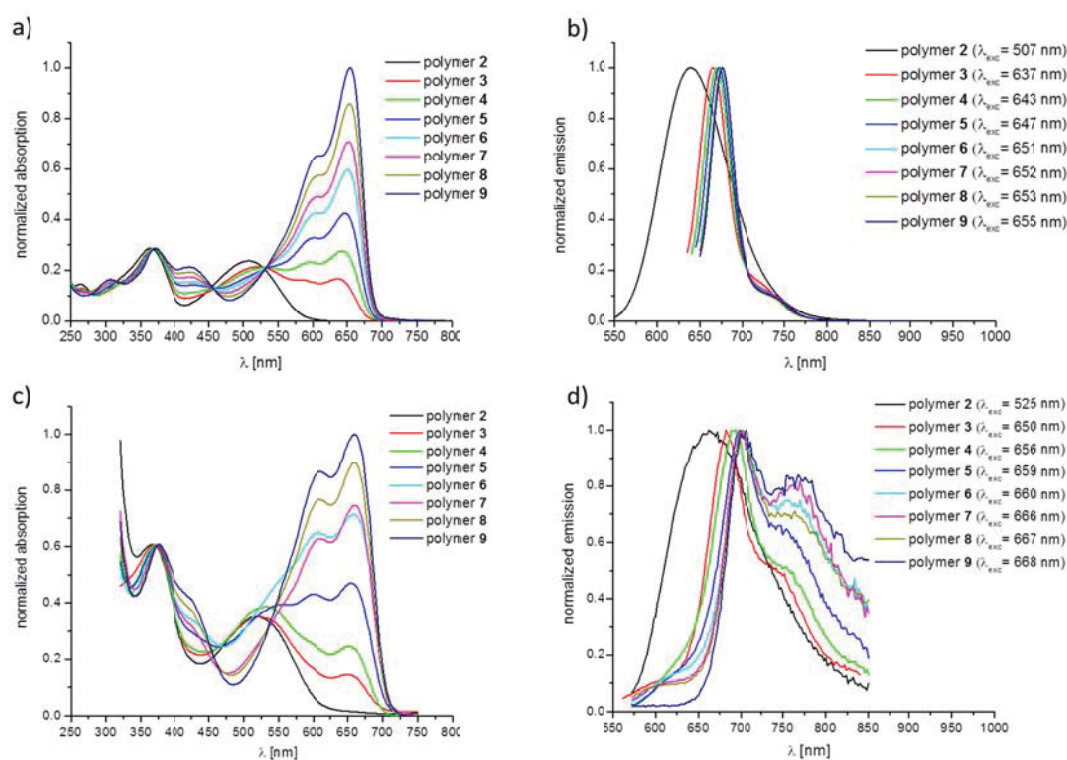 a)
normalized absorption
1.0
0.8
0.6
0.4
0.2
0.0
250 300 350 400 450 500 550 600 650 700 750 800
λ [nm]
polymer 2
polymer 3
polymer 4
polymer 5
polymer 6
polymer 7
polymer 8
polymer 9
b)
normalized emission
1.0
0.8
0.6
0.4
0.2
0.0
550 600 650 700 750 800 850 900 950 1000
λ [nm]
polymer 2 (λexc= 507 nm)
polymer 3 (λexc= 637 nm)
polymer 4 (λexc= 643 nm)
polymer 5 (λexc= 647 nm)
polymer 6 (λexc= 651 nm)
polymer 7 (λexc= 652 nm)
polymer 8 (λexc= 653 nm)
polymer 9 (λexc= 655 nm)
c)
normalized absorption
1.0
0.8
0.6
0.4
0.2
0.0
250 300 350 400 450 500 550 600 650 700 750 800
λ [nm]
polymer 2
polymer 3
polymer 4
polymer 5
polymer 6
polymer 7
polymer 8
polymer 9
d)
normalized emission
1.0
0.8
0.6
0.4
0.2
0.0
550 600 650 700 750 800 850 900 950 1000
λ [nm]
polymer 2 (λexc= 525 nm)
polymer 3 (λexc= 650 nm)
polymer 4 (λexc= 656 nm)
polymer 5 (λexc= 659 nm)
polymer 6 (λexc= 660 nm)
polymer 7 (λexc= 666 nm)
polymer 8 (λexc= 667 nm)
polymer 9 (λexc= 668 nm)